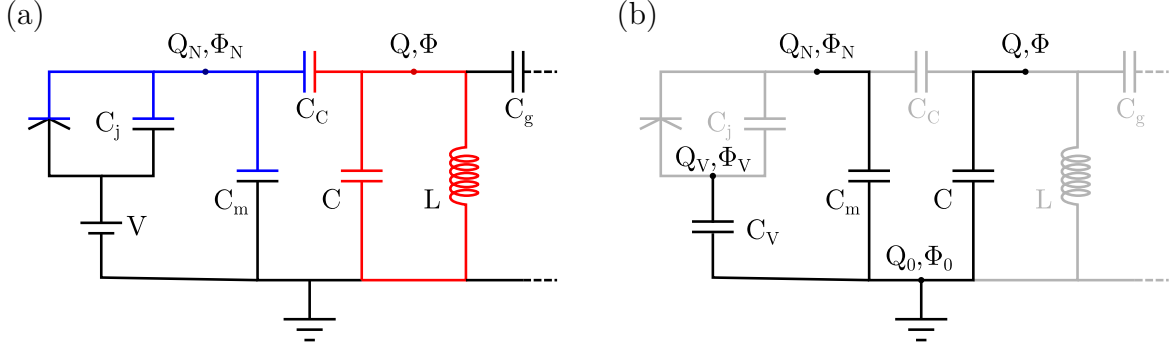 (a)
Q_N,Φ_N
Q,Φ
C_j
C_C
C_g
C_m
C
L
V
(b)
Q_N,Φ_N
Q,Φ
C_j
C_C
C_g
Q_V,Φ_V
C_m
C
L
C_V
Q_0,Φ_0